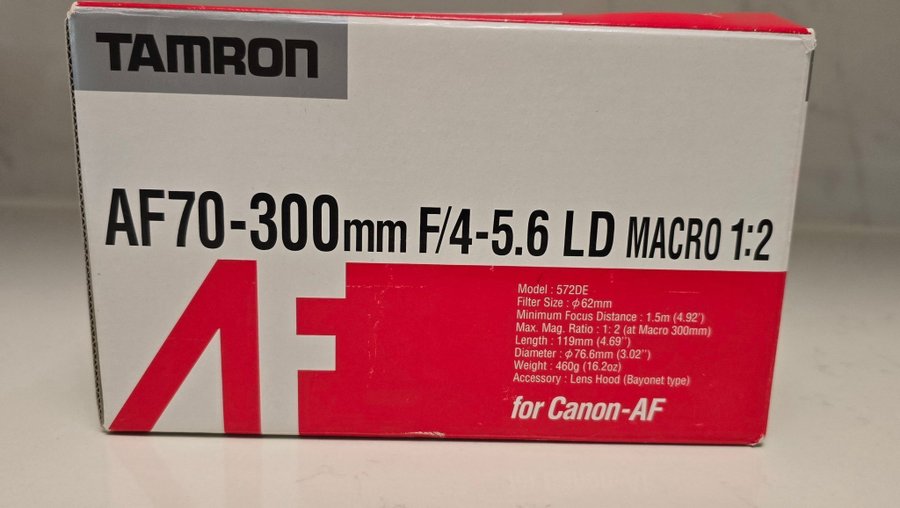 TAMRON
AF70-300mm F/4-5.6 LD MACRO 1:2
AF
Model : 572DE
Filter Size : ϕ62mm
Minimum Focus Distance : 1.5m (4.92')
Max. Mag. Ratio : 1: 2 (at Macro 300mm)
Length : 119mm (4.69'')
Diameter : ϕ76.6mm (3.02'')
Weight : 460g (16.2oz)
Accessory : Lens Hood (Bayonet type)
for Canon-AF